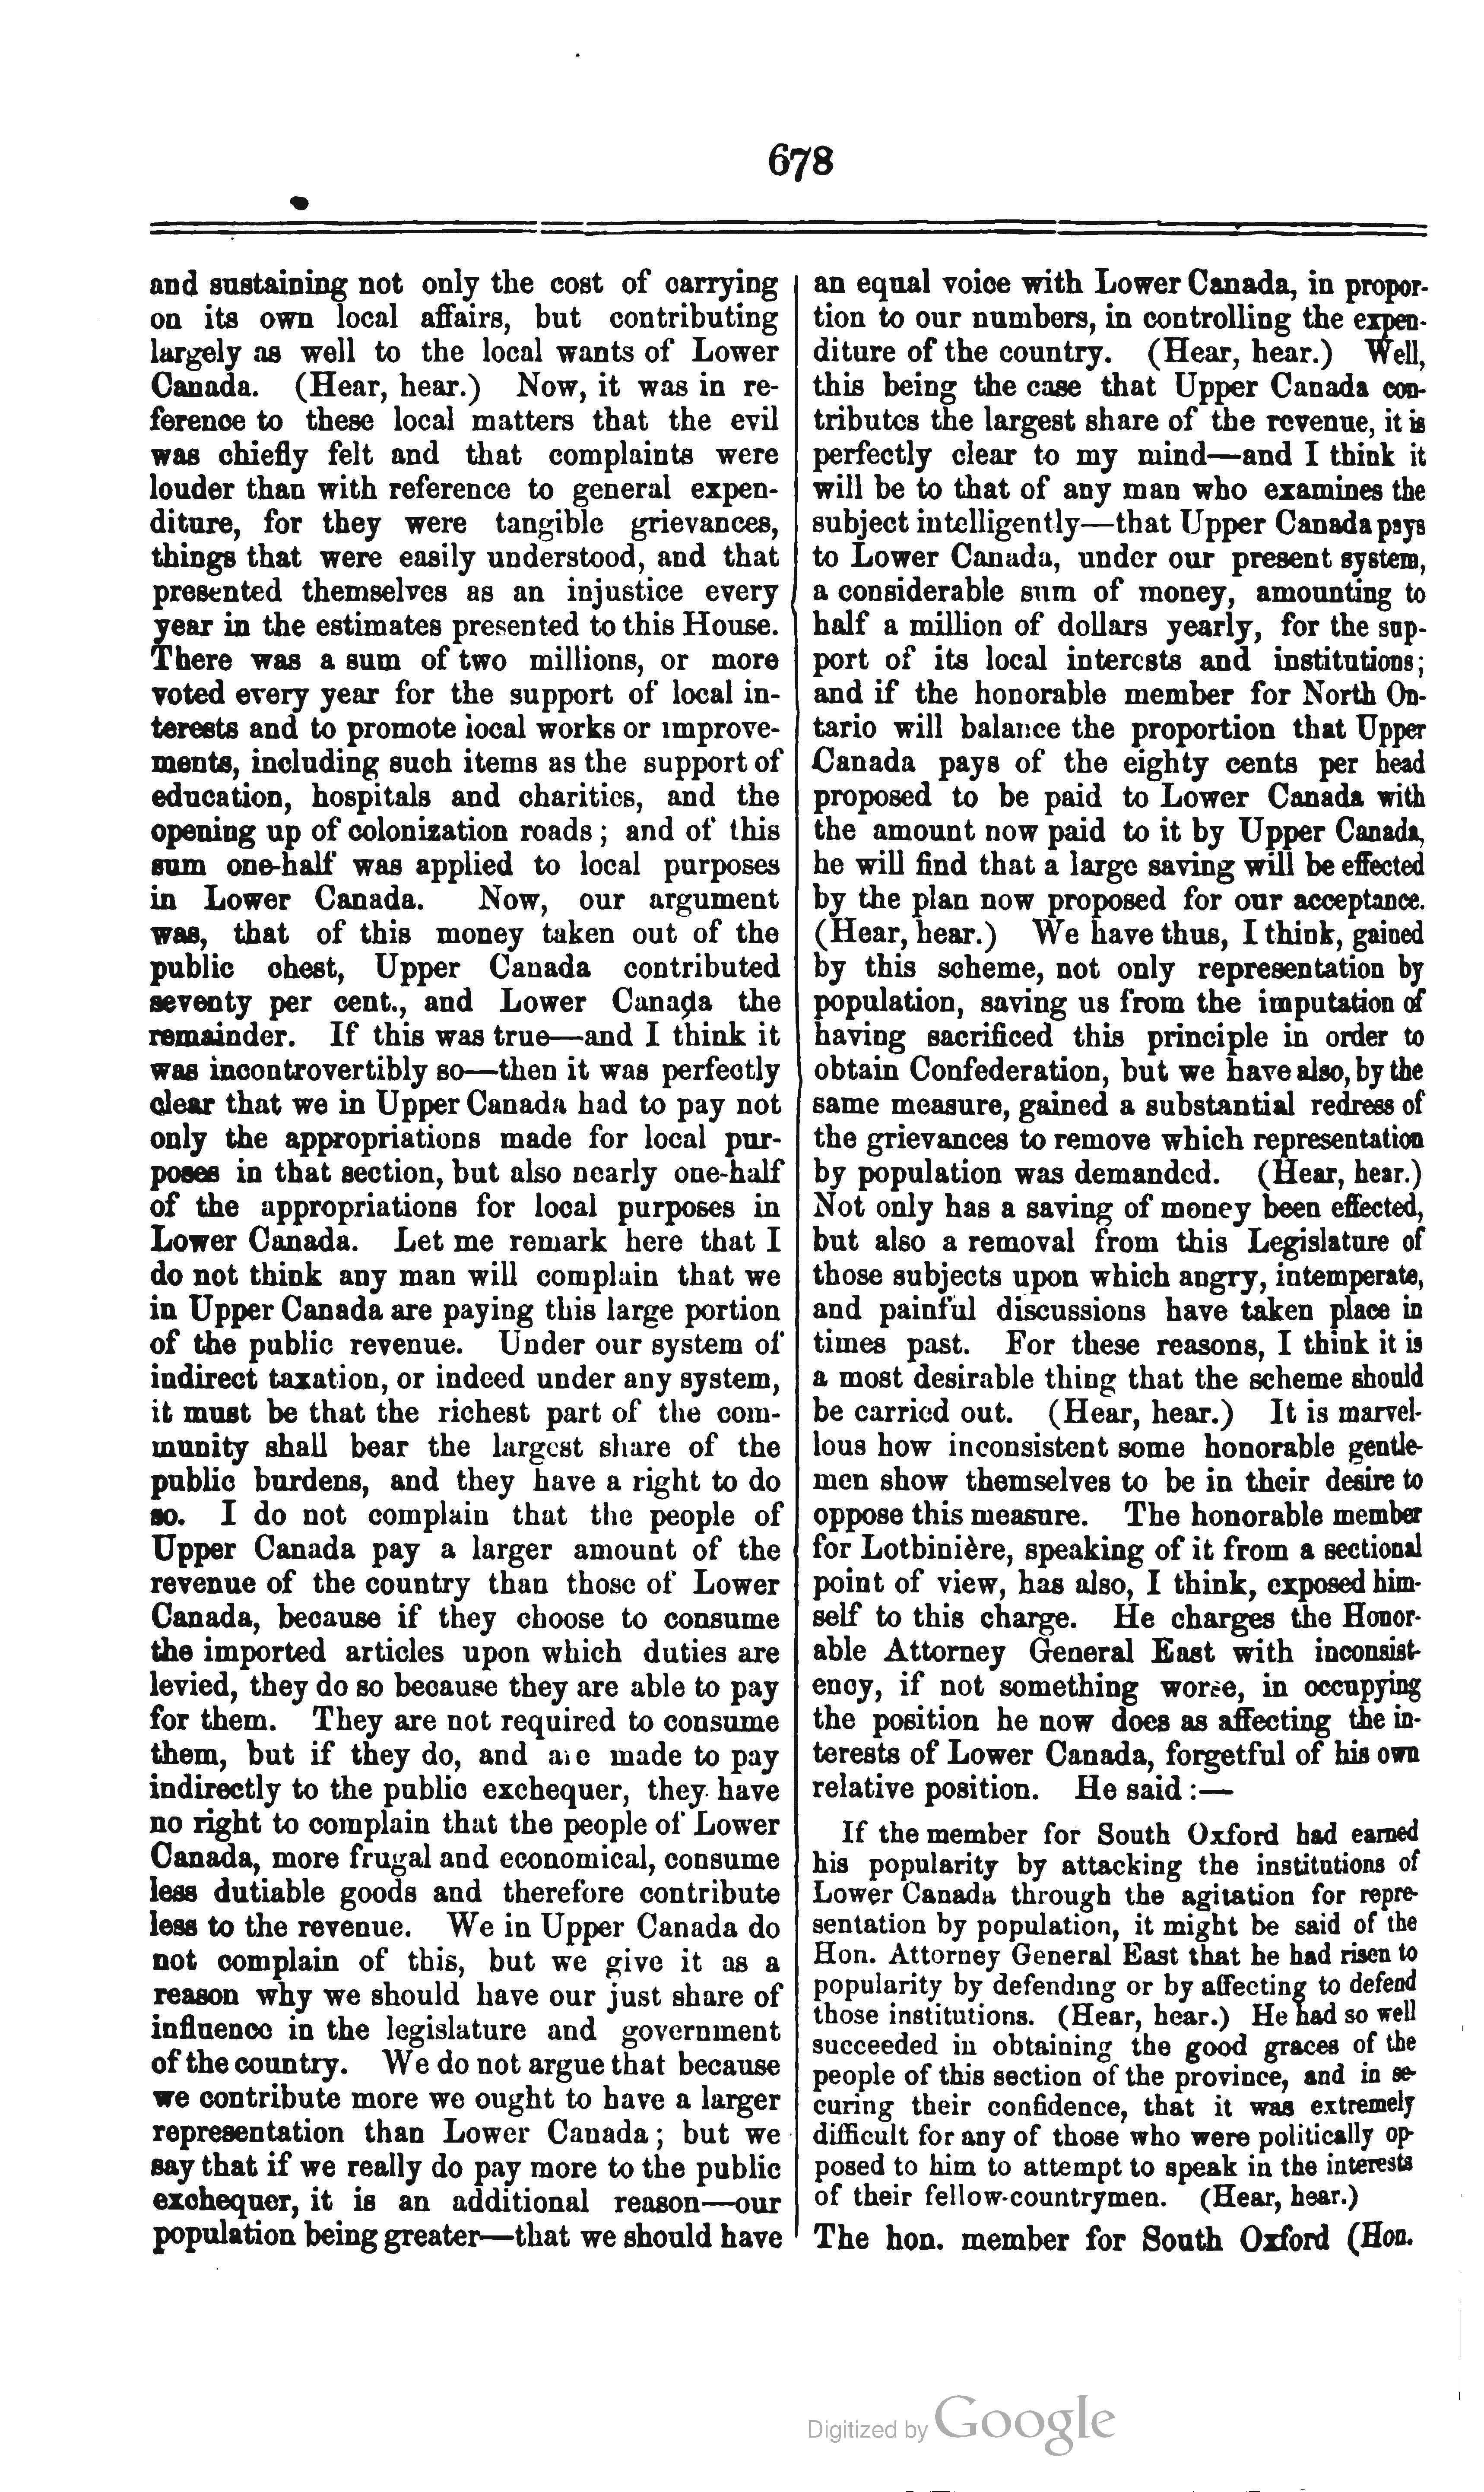 678
and sustaining not only the cost of carrying
on its own local affairs, but contributing
largely as well to the local wants of Lower
Canada. (Hear, hear.) Now, it was in re-
ference to these local matters that the evil
was chiefly felt and that complaints were
louder than with reference to general expen-
diture, for they were tangible grievances,
things that were easily understood, and that
presented themselves as an injustice every
year in the estimates presented to this House.
There was a sum of two millions, or more
voted every year for the support of local in-
terests and to promote local works or improve-
ments, including such items as the support of
education, hospitals and charities, and the
opening up of colonization roads; and of this
sum one-half was applied to local purposes
in Lower Canada. Now, our argument
was, that of this money taken out of the
public chest, Upper Canada contributed
seventy per cent., and Lower Canada the
remainder. If this was true—and I think it
was incontrovertibly so—then it was perfectly
clear that we in Upper Canada had to pay not
only the appropriations made for local pur-
poses in that section, but also nearly one-half
of the appropriations for local purposes in
Lower Canada. Let me remark here that I
do not think any man will complain that we
in Upper Canada are paying this large portion
of the public revenue. Under our system of
indirect taxation, or indeed under any system,
it must be that the richest part of the com-
munity shall bear the largest share of the
public burdens, and they have a right to do
so. I do not complain that the people of
Upper Canada pay a larger amount of the
revenue of the country than those of Lower
Canada, because if they choose to consume
the imported articles upon which duties are
levied, they do so because they are able to pay
for them. They are not required to consume
them, but if they do, and are made to pay
indirectly to the public exchequer, they have
no right to complain that the people of Lower
Canada, more frugal and economical, consume
less dutiable goods and therefore contribute
less to the revenue. We in Upper Canada do
not complain of this, but we give it as a
reason why we should have our just share of
influence in the legislature and government
of the country. We do not argue that because
we contribute more we ought to have a larger
representation than Lower Canada; but we
say that if we really do pay more to the public
exchequer, it is an additional reason—our
population being greater—that we should have
an equal voice with Lower Canada, in propor-
tion to our numbers, in controlling the expen-
diture of the country. (Hear, hear.) Well,
this being the case that Upper Canada con-
tributes the largest share of the revenue, it is
perfectly clear to my mind—and I think it
will be to that of any man who examines the
subject intelligently—that Upper Canada pays
to Lower Canada, under our present system,
a considerable sum of money, amounting to
half a million of dollars yearly, for the sup-
port of its local interests and institutions;
and if the honorable member for North On-
tario will balance the proportion that Upper
Canada pays of the eighty cents per head
proposed to be paid to Lower Canada with
the amount now paid to it by Upper Canada,
he will find that a large saving will be effected
by the plan now proposed for our acceptance.
(Hear, hear.) We have thus, I think, gained
by this scheme, not only representation by
population, saving us from the imputation of
having sacrificed this principle in order to
obtain Confederation, but we have also, by the
same measure, gained a substantial redress of
the grievances to remove which representation
by population was demanded. (Hear, hear.)
Not only has a saving of money been effected,
but also a removal from this Legislature of
those subjects upon which angry, intemperate,
and painful discussions have taken place in
times past. For these reasons, I think it is
a most desirable thing that the scheme should
be carried out. (Hear, hear.) It is marvel-
lous how inconsistent some honorable gentle-
men show themselves to be in their desire to
oppose this measure. The honorable member
for Lotbinière, speaking of it from a sectional
point of view, has also, I think, exposed him-
self to this charge. He charges the Honor-
able Attorney General East with inconsist-
ency, if not something worse, in occupying
the position he now does as affecting the in-
terests of Lower Canada, forgetful of his own
relative position. He said:—
If the member for South Oxford had earned
his popularity by attacking the institutions of
Lower Canada through the agitation for repre-
sentation by population, it might be said of the
Hon. Attorney General East that he had risen to
popularity by defending or by affecting to defend
those institutions. (Hear, hear.) He had so well
succeeded in obtaining the good graces of the
people of this section of the province, and in se-
curing their confidence, that it was extremely
difficult for any of those who were politically op-
posed to him to attempt to speak in the interests
of their fellow-countrymen. (Hear, hear.)
The hon. member for South Oxford (Hon.
Digitized by Google